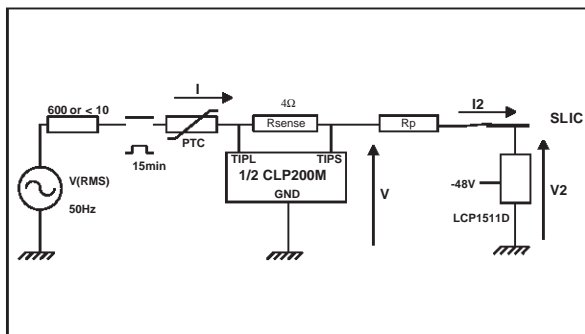 I
4Ω
I2
SLIC
600 or < 10
Rsense
Rp
PTC
15min
TIPL
TIPS
1/2 CLP200M
GND
V(RMS)
50Hz
V
-48V
V2
LCP1511D